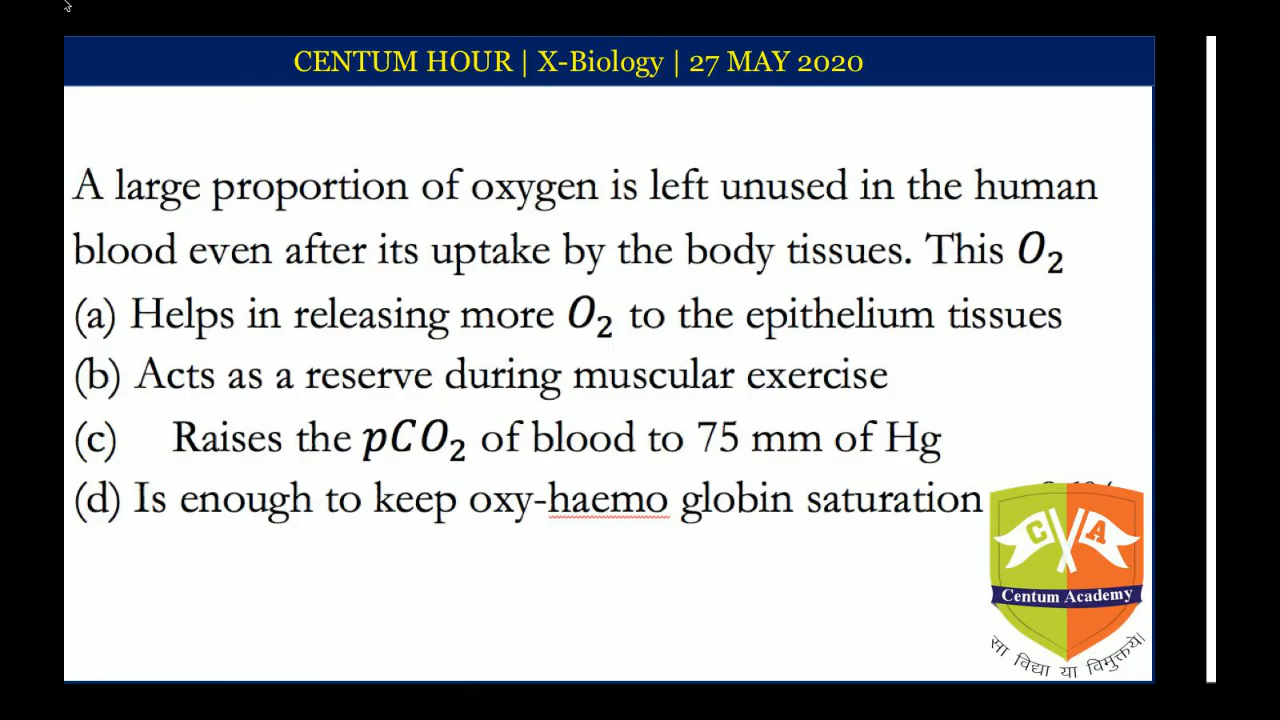 CENTUM HOUR | X-Biology | 27 MAY 2020
A large proportion of oxygen is left unused in the human
blood even after its uptake by the body tissues. This O₂
(a) Helps in releasing more O₂ to the epithelium tissues
(b) Acts as a reserve during muscular exercise
(c) Raises the pCO₂ of blood to 75 mm of Hg
(d) Is enough to keep oxy-haemo globin saturation
C A
Centum Academy
सा विद्या या विमुक्तये।